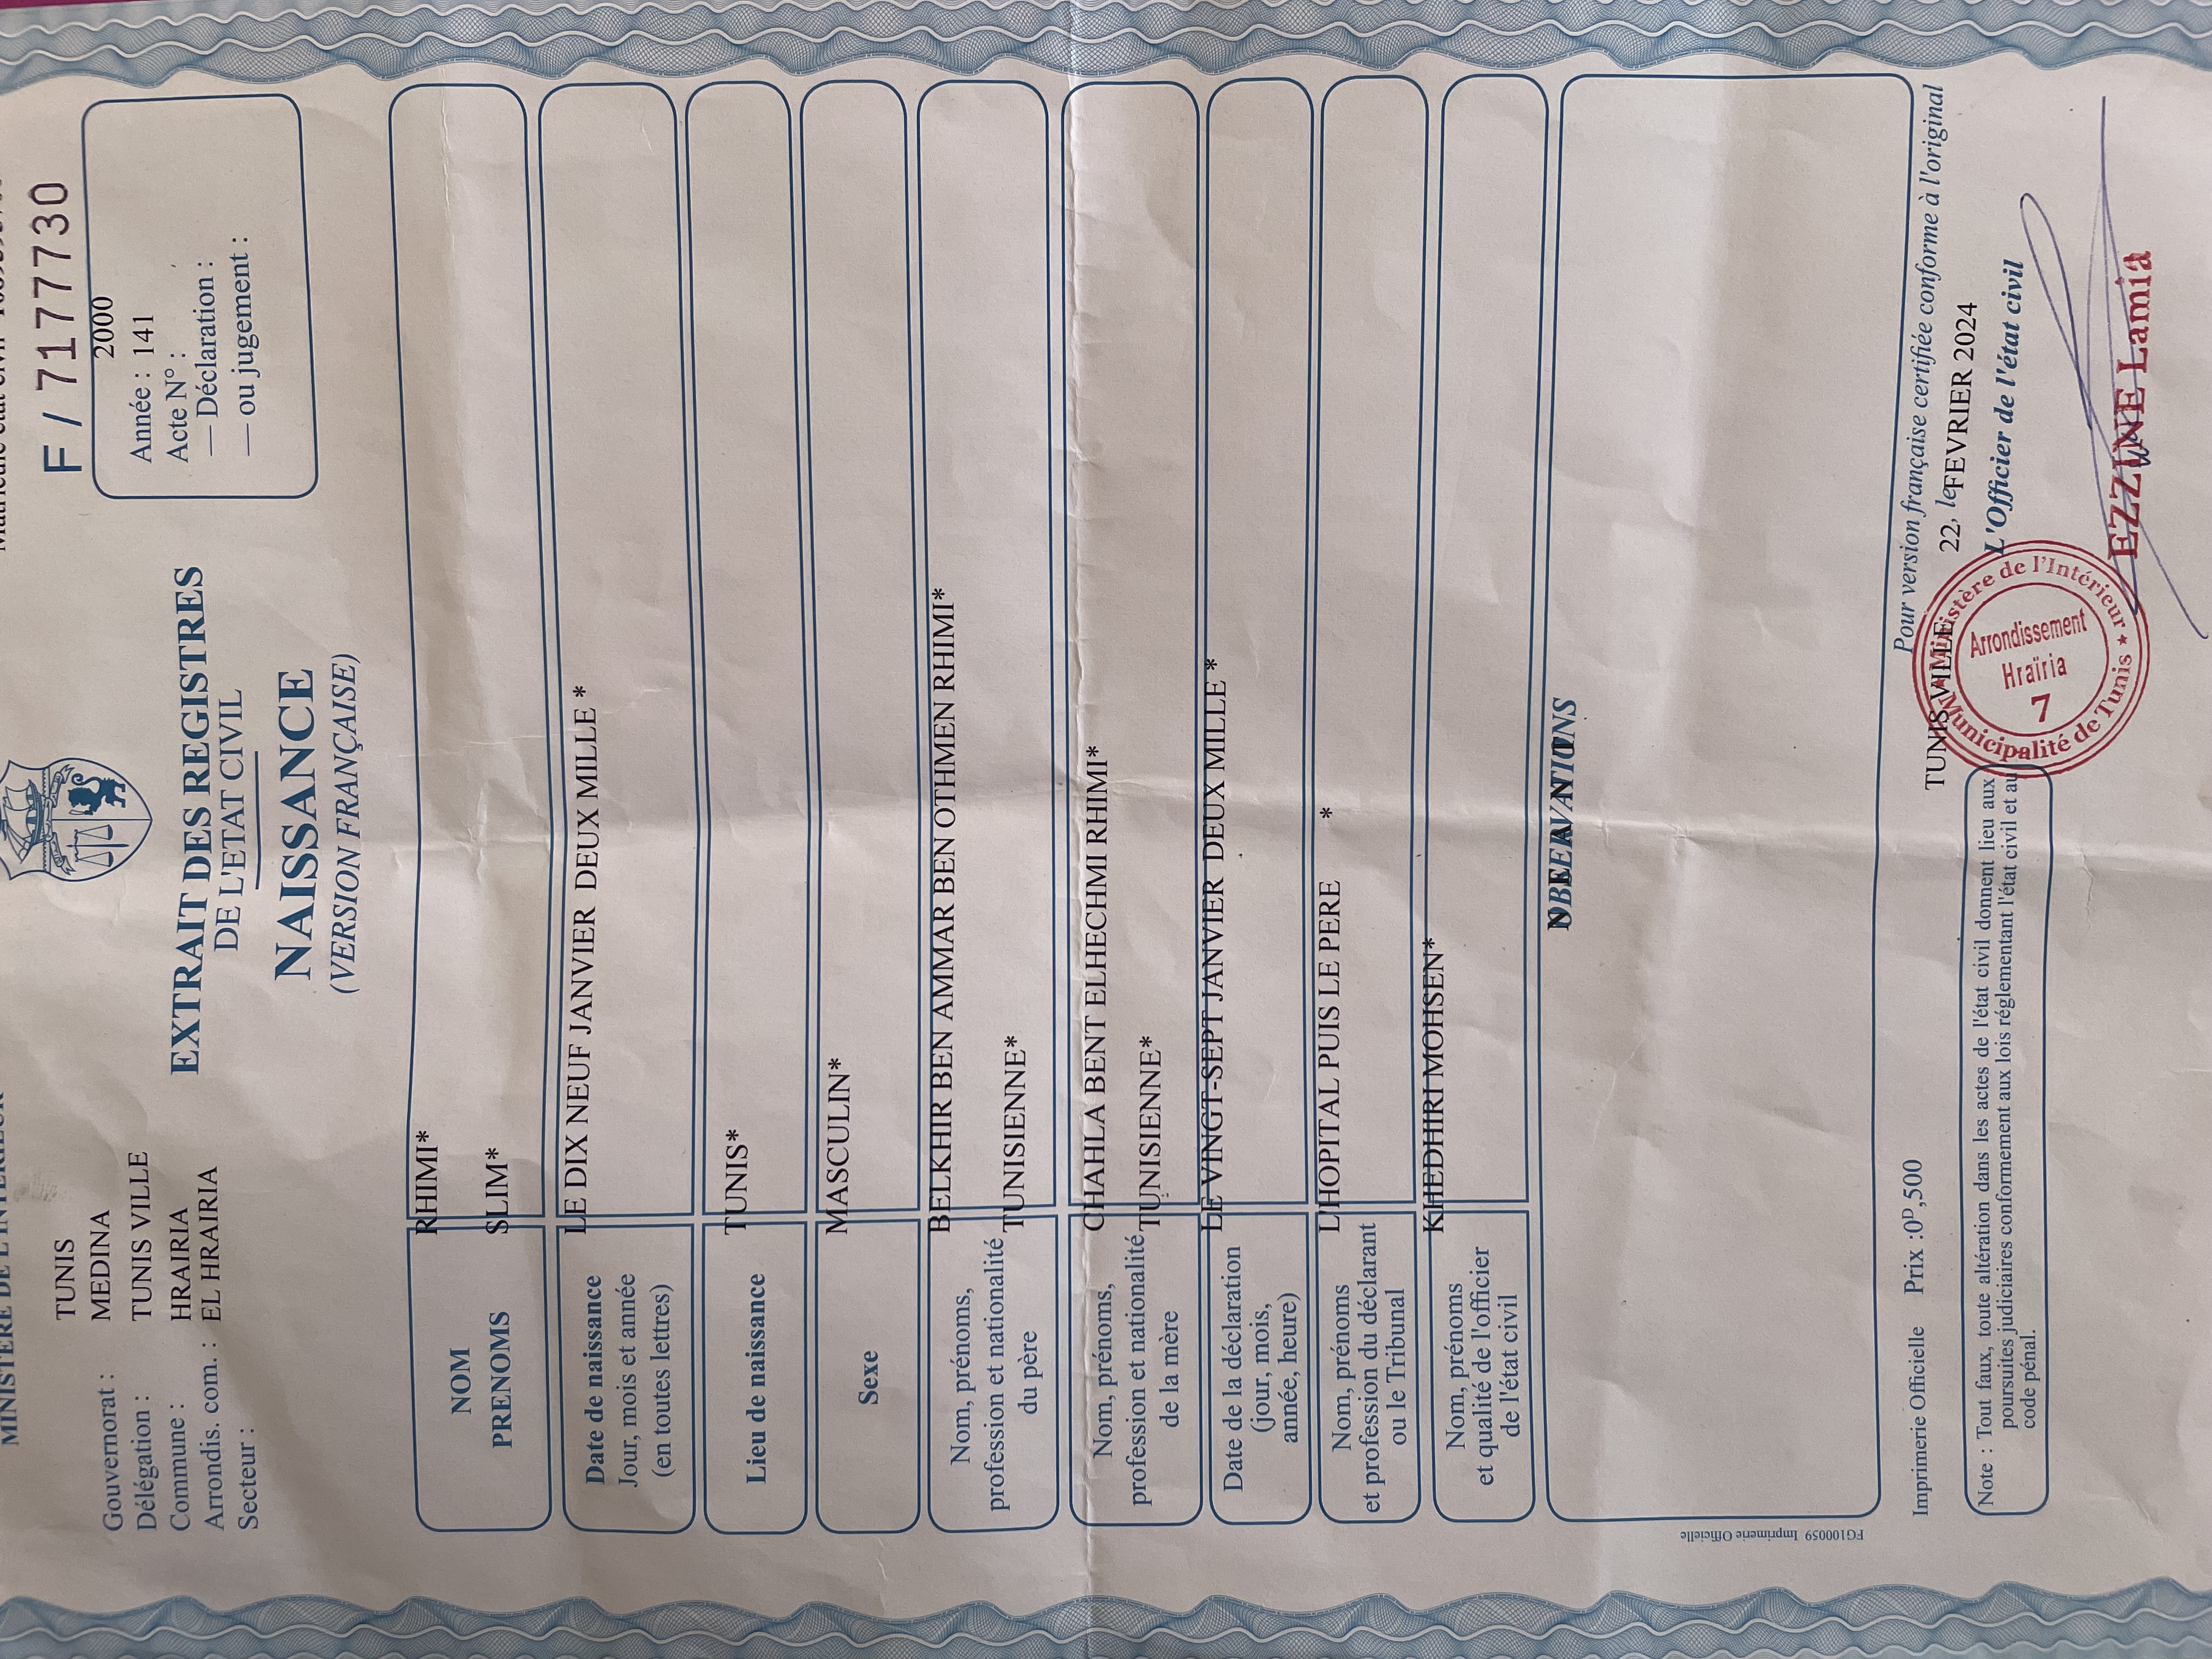 MINISTERE DE L'INTERIEUR
F / 7177730
Gouvernorat : TUNIS
Délégation : MEDINA
Commune : TUNIS VILLE
Arrondis. com. : HRAIRIA
Secteur : EL HRAIRIA
2000
Année : 141
Acte N° :
— Déclaration :
— ou jugement :
EXTRAIT DES REGISTRES
DE L'ETAT CIVIL
NAISSANCE
(VERSION FRANÇAISE)
NOM RHIMI*
PRENOMS SLIM*
Date de naissance
Jour, mois et année
(en toutes lettres)
LE DIX NEUF JANVIER DEUX MILLE *
Lieu de naissance TUNIS*
Sexe MASCULIN*
Nom, prénoms,
profession et nationalité
du père
BELKHIR BEN AMMAR BEN OTHMEN RHIMI*
TUNISIENNE*
Nom, prénoms,
profession et nationalité
de la mère
CHAHLA BENT ELHECHMI RHIMI*
TUNISIENNE*
Date de la déclaration
(jour, mois,
année, heure)
LE VINGT-SEPT JANVIER DEUX MILLE *
Nom, prénoms
et profession du déclarant
ou le Tribunal
L'HOPITAL PUIS LE PERE *
Nom, prénoms
et qualité de l'officier
de l'état civil
KHEDHIRI MOHSEN*
OBSERVATIONS
NEANT
FG100059 Imprimerie Officielle
Pour version française certifiée conforme à l'original
TUNIS VILLE 22, le FEVRIER 2024
L'Officier de l'état civil
Ministère de l'Intérieur
Arrondissement
Hraïria
7
★ Municipalité de Tunis ★
EZZINE Lamia
Imprimerie Officielle Prix :0ᴰ,500
Note : Tout faux, toute altération dans les actes de l'état civil donnent lieu aux
poursuites judiciaires conformement aux lois réglementant l'état civil et au
code pénal.